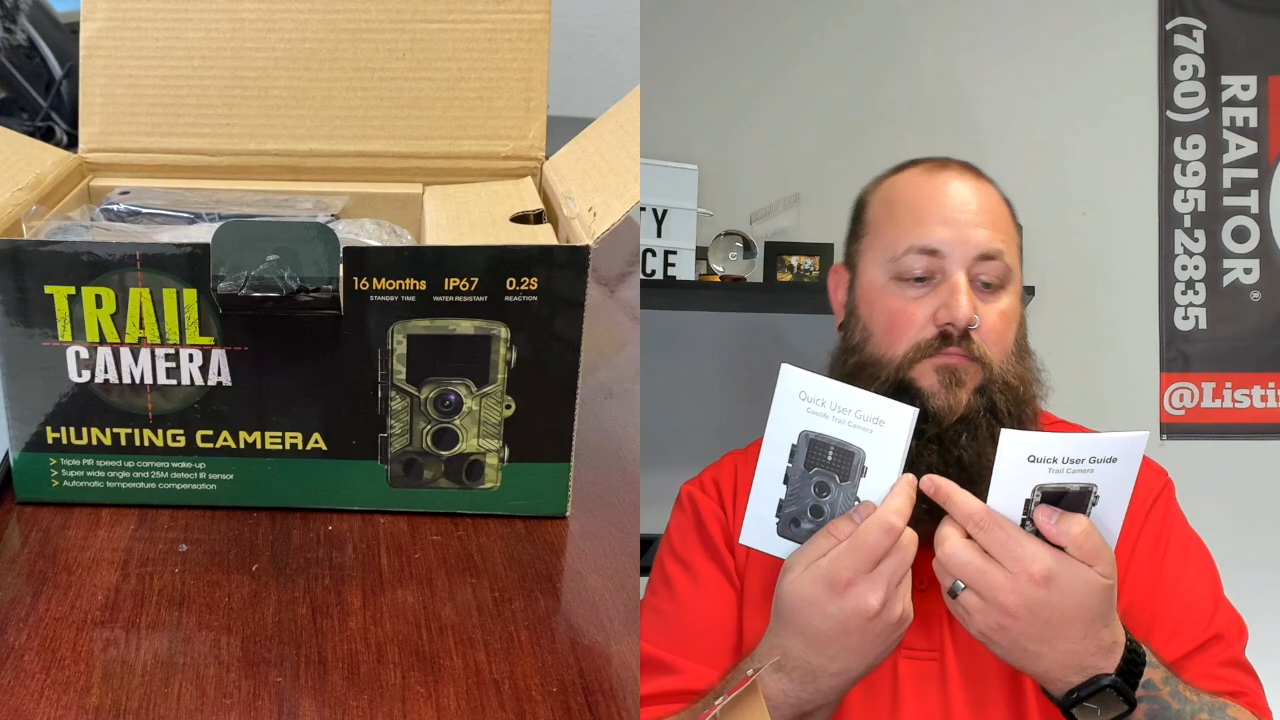 TRAIL
CAMERA
HUNTING CAMERA
Triple PIR speed up camera wake-up
Super wide angle and 25M detect IR sensor
Automatic temperature compensation
16 Months
STANDBY TIME
IP67
WATER RESISTANT
0.2S
REACTION
TY
CE
Quick User Guide
Coolife Trail Camera
Quick User Guide
Trail Camera
REALTOR®
(760) 995-2835
@Listi